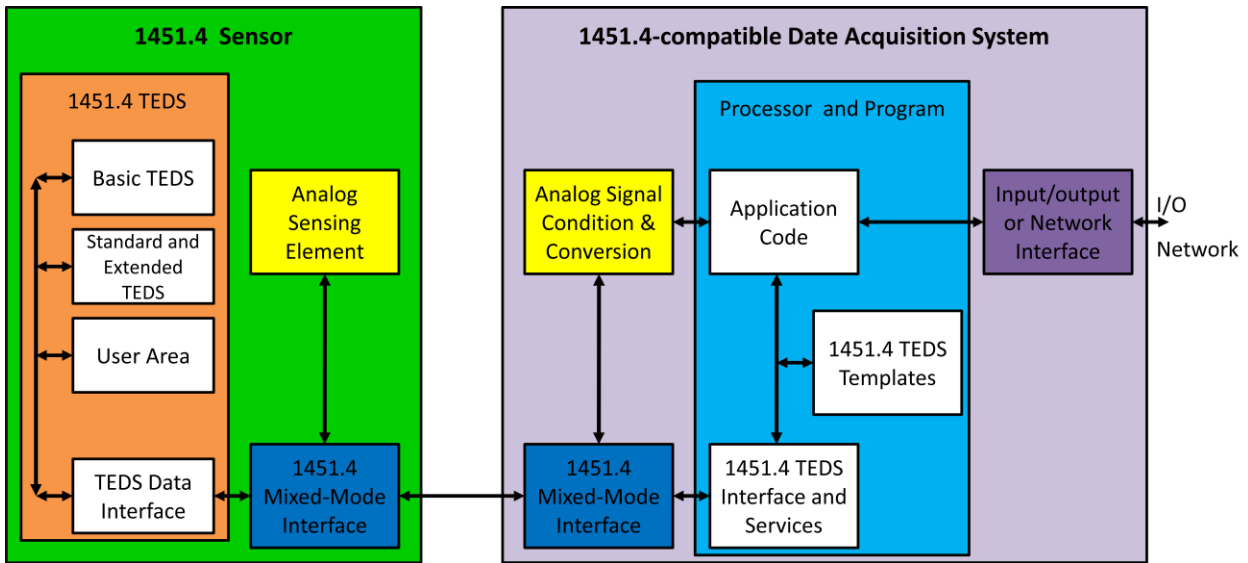 1451.4 Sensor
1451.4 TEDS
Basic TEDS
Standard and
Extended
TEDS
User Area
TEDS Data
Interface
Analog
Sensing
Element
1451.4
Mixed-Mode
Interface
1451.4-compatible Date Acquisition System
Analog Signal
Condition &
Conversion
1451.4
Mixed-Mode
Interface
Processor and Program
Application
Code
1451.4 TEDS
Templates
1451.4 TEDS
Interface and
Services
Input/output
or Network
Interface
I/O
Network